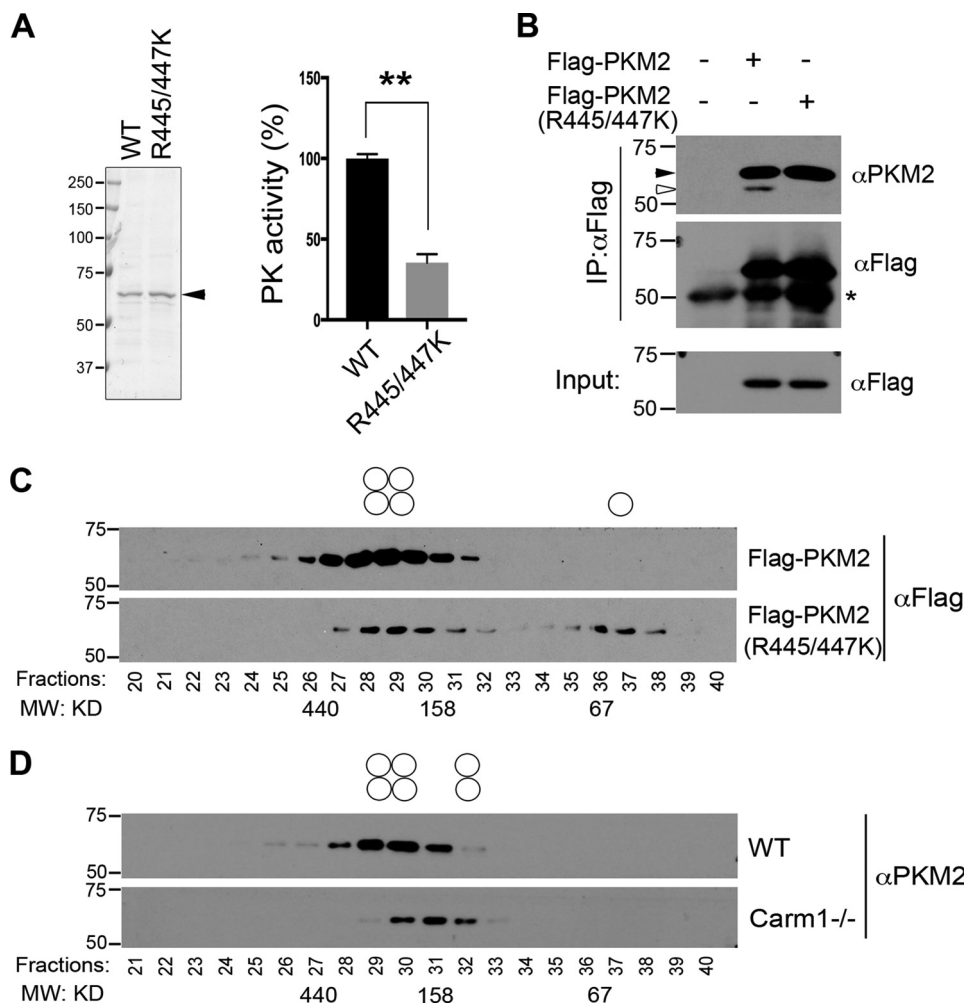 A
WT
R445/447K
250
150
100
75
50
37
PK activity (%)
150
100
50
0
**
WT
R445/447K
B
Flag-PKM2 - + -
Flag-PKM2 - - +
(R445/447K)
IP:αFlag
75
50
αPKM2
50
αFlag
*
Input:
75
50
αFlag
C
75
50
Flag-PKM2
75
50
Flag-PKM2
(R445/447K)
αFlag
Fractions: 20 21 22 23 24 25 26 27 28 29 30 31 32 33 34 35 36 37 38 39 40
MW: KD 440 158 67
D
75
50
WT
75
50
Carm1-/-
αPKM2
Fractions: 21 22 23 24 25 26 27 28 29 30 31 32 33 34 35 36 37 38 39 40
MW: KD 440 158 67